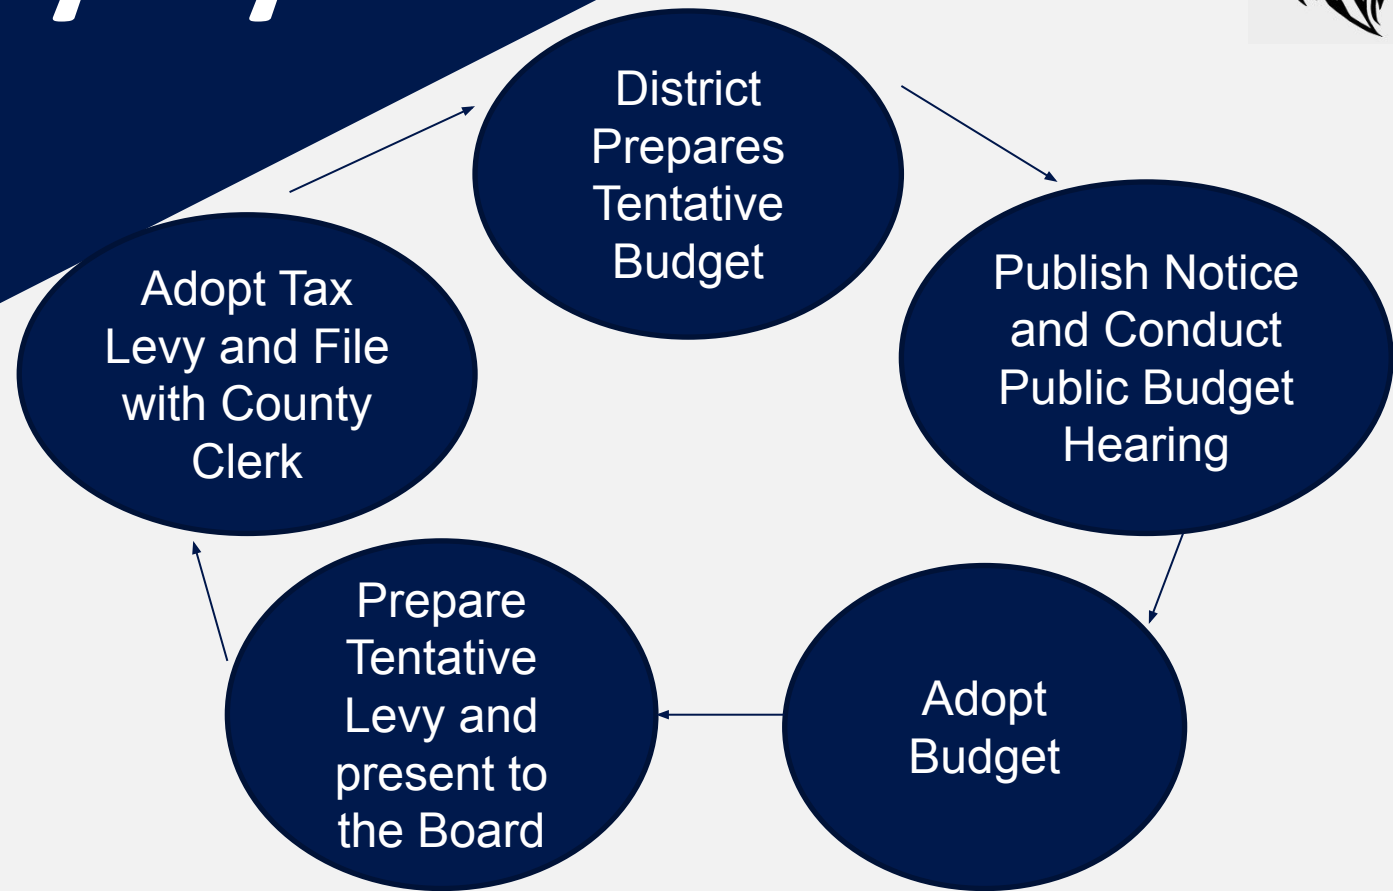 District
Prepares
Tentative
Budget
Publish Notice
and Conduct
Public Budget
Hearing
Adopt
Budget
Prepare
Tentative
Levy and
present to
the Board
Adopt Tax
Levy and File
with County
Clerk